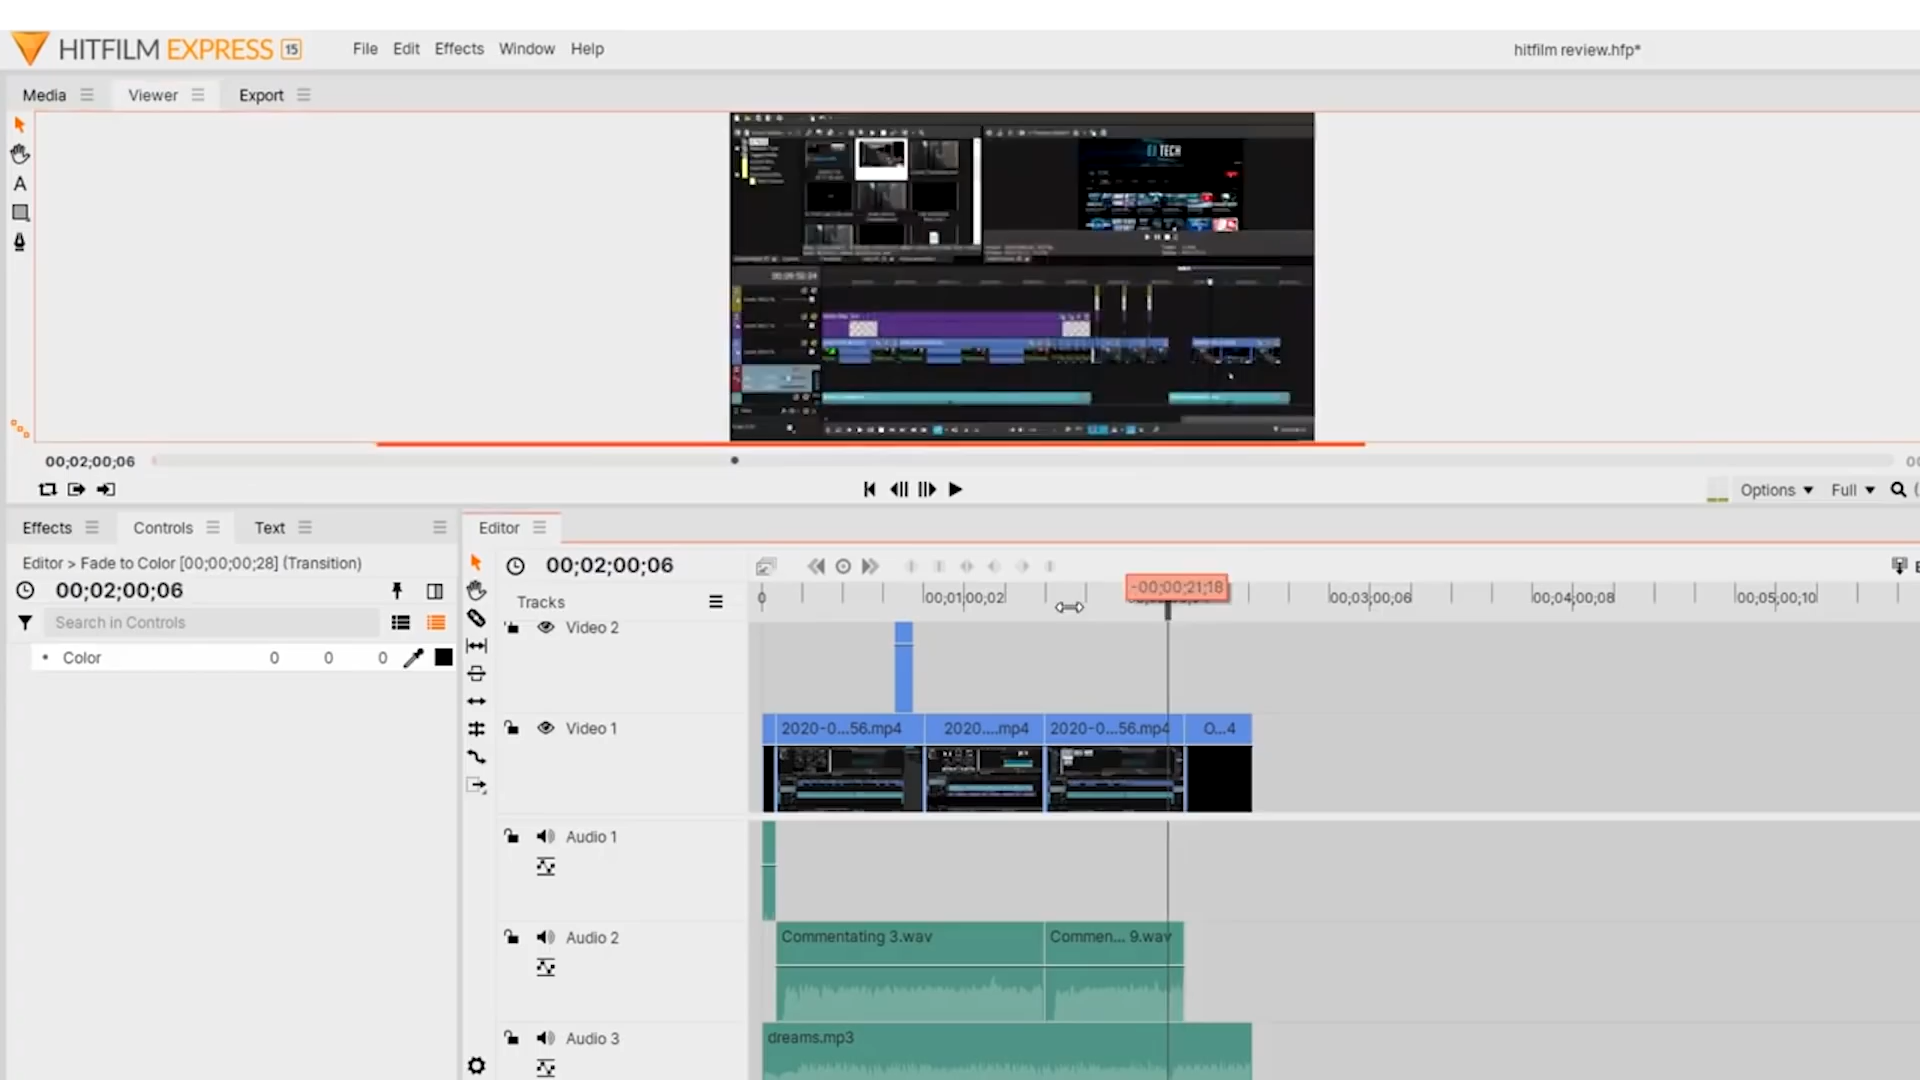 HITFILM EXPRESS 15 File Edit Effects Window Help hitfilm review.hfp*
Media Viewer Export
EJ TECH
00;02;00;06
Options Full
Effects Controls Text
Editor
Editor > Fade to Color [00;00;00;28] (Transition)
00;02;00;06
00;02;00;06
-00;00;21;18
Search in Controls
Color 0 0 0
Tracks
0 00;01;00;02 00;03;00;06 00;04;00;08 00;05;00;10
Video 2
Video 1
2020-0...56.mp4 2020....mp4 2020-0...56.mp4 O...4
Audio 1
Audio 2
Commentating 3.wav Commen... 9.wav
Audio 3
dreams.mp3